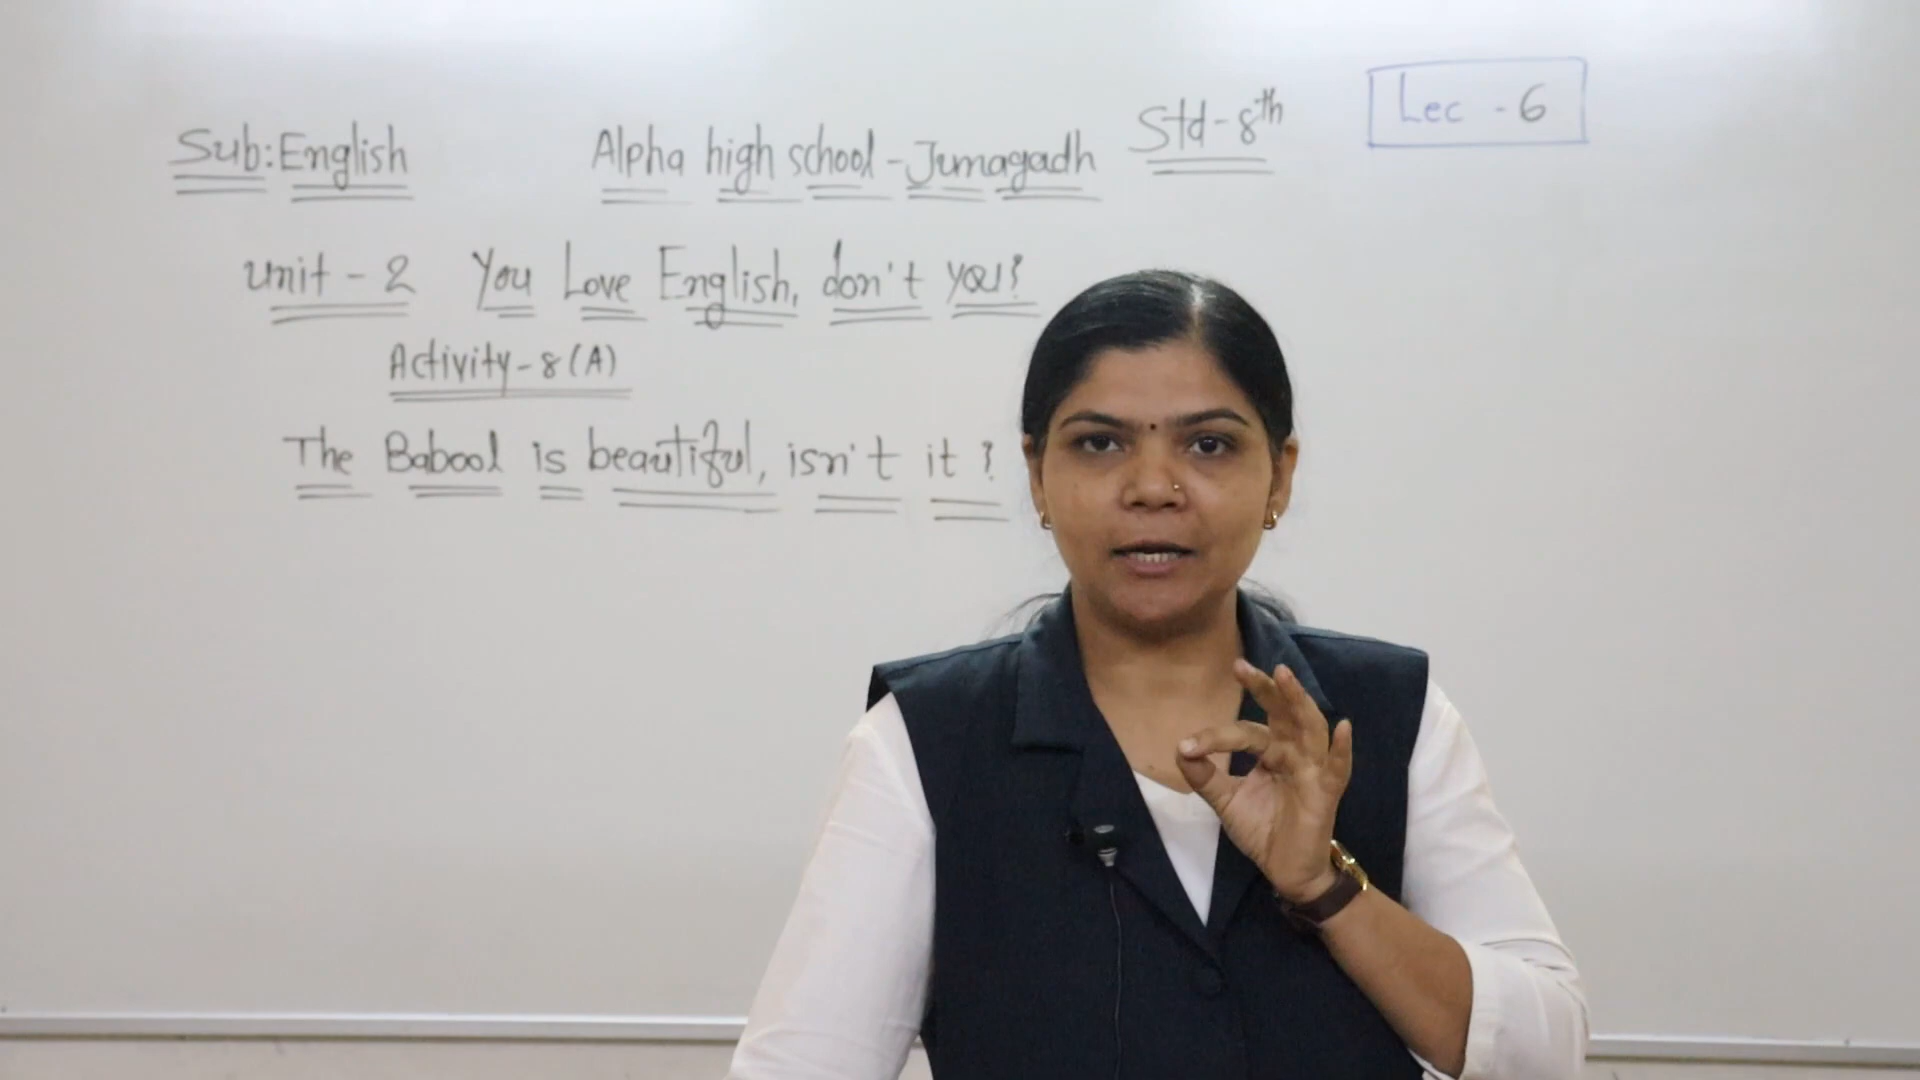 Sub: English Alpha high school - Junagadh Std - 8th Lec - 6
Unit - 2 You Love English, don't you?
Activity - 8 (A)
The Babool is beautiful, isn't it?